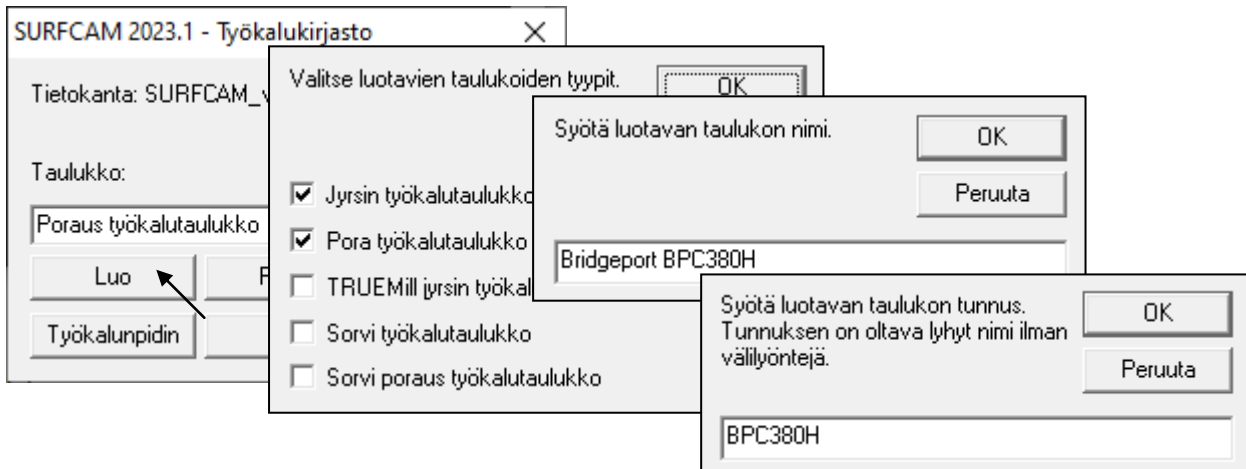 SURFCAM 2023.1 - Työkalukirjasto
Tietokanta: SURFCAM_
Taulukko:
Poraus työkalutaulukko
Luo
Työkalunpidin
Valitse luotavien taulukoiden tyypit.
OK
Jyrsin työkalutaulukko
Pora työkalutaulukko
TRUEMill jyrsin työkal
Sorvi työkalutaulukko
Sorvi poraus työkalutaulukko
Syötä luotavan taulukon nimi.
OK
Peruuta
Bridgeport BPC380H
Syötä luotavan taulukon tunnus.
Tunnuksen on oltava lyhyt nimi ilman
välilyöntejä.
OK
Peruuta
BPC380H